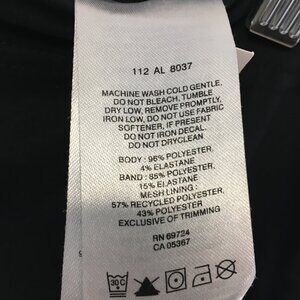 112 AL 8037
MACHINE WASH COLD GENTLE.
DO NOT BLEACH, TUMBLE
DRY LOW, REMOVE PROMPTLY.
IRON LOW, DO NOT USE FABRIC
SOFTENER, IF PRESENT
DO NOT IRON DECAL.
DO NOT DRYCLEAN
BODY : 96% POLYESTER,
4% ELASTANE
BAND : 85% POLYESTER,
15% ELASTANE
MESH LINING :
57% RECYCLED POLYESTER,
43% POLYESTER
EXCLUSIVE OF TRIMMING
RN 69724
CA 05367
30C